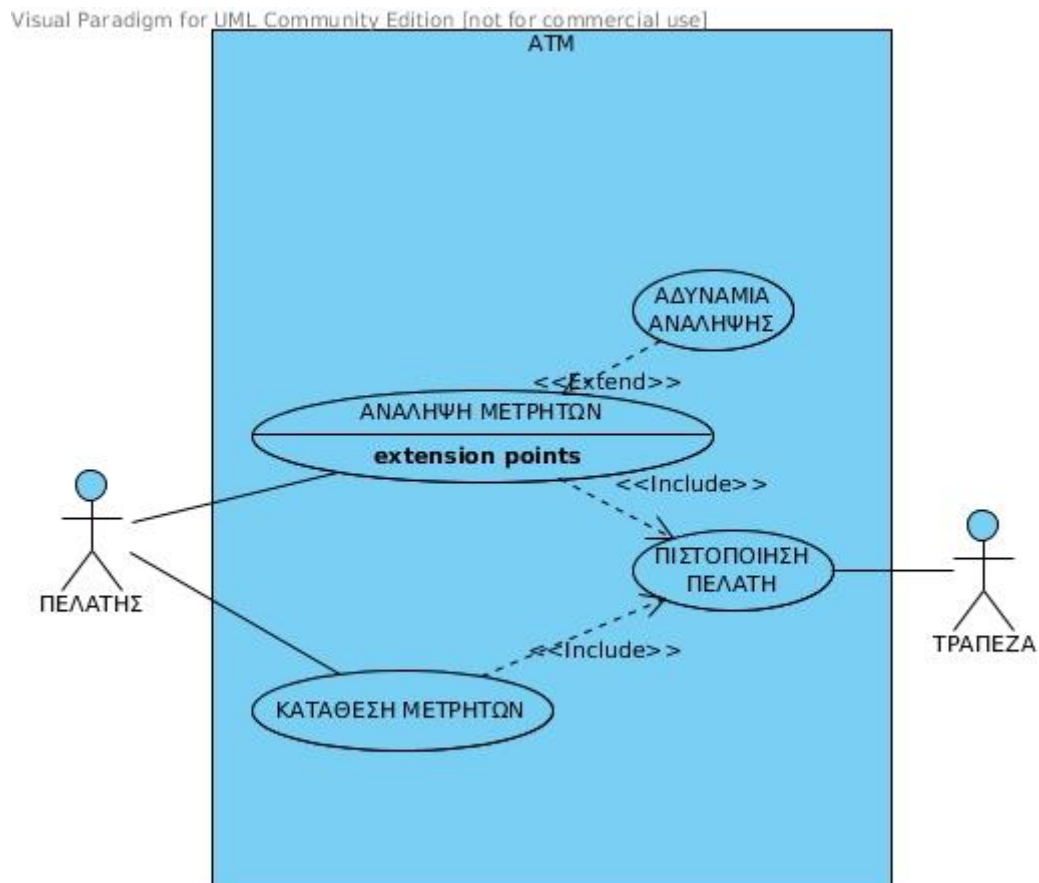 Visual Paradigm for UML Community Edition [not for commercial use]
ATM
ΑΔΥΝΑΜΙΑ
ΑΝΑΛΗΨΗΣ
<<Extend>>
ΑΝΑΛΗΨΗ ΜΕΤΡΗΤΩΝ
extension points
<<Include>>
ΠΙΣΤΟΠΟΙΗΣΗ
ΠΕΛΑΤΗ
ΠΕΛΑΤΗΣ
ΤΡΑΠΕΖΑ
<<Include>>
ΚΑΤΑΘΕΣΗ ΜΕΤΡΗΤΩΝ